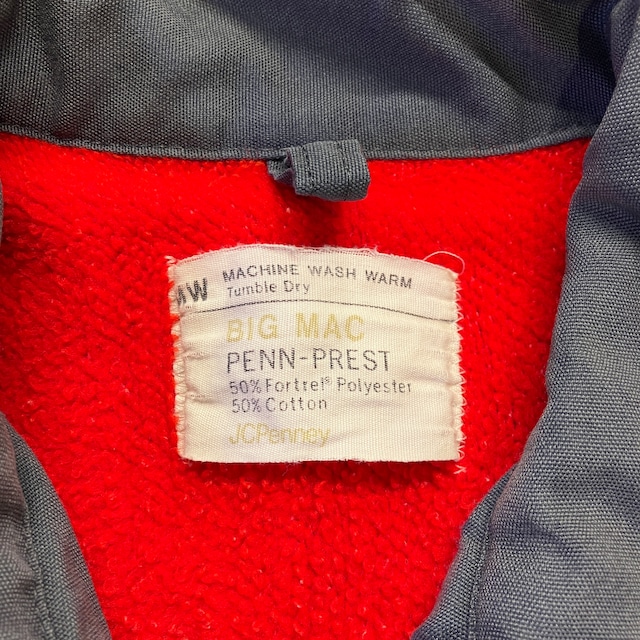 MW
MACHINE WASH WARM
Tumble Dry
BIG MAC
PENN-PREST
50% Fortrel® Polyester
50% Cotton
JCPenney